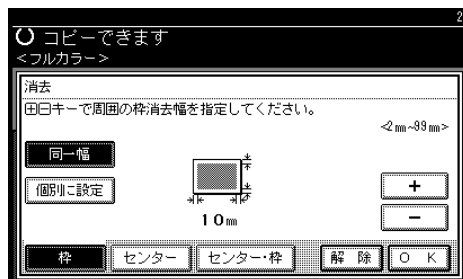 2
コピーできます
<フルカラー>
消去
⊞⊟キーで周囲の枠消去幅を指定してください。
<2㎜~99㎜>
同一幅
個別に設定
+
10㎜
-
枠 センター センター・枠 解除 OK